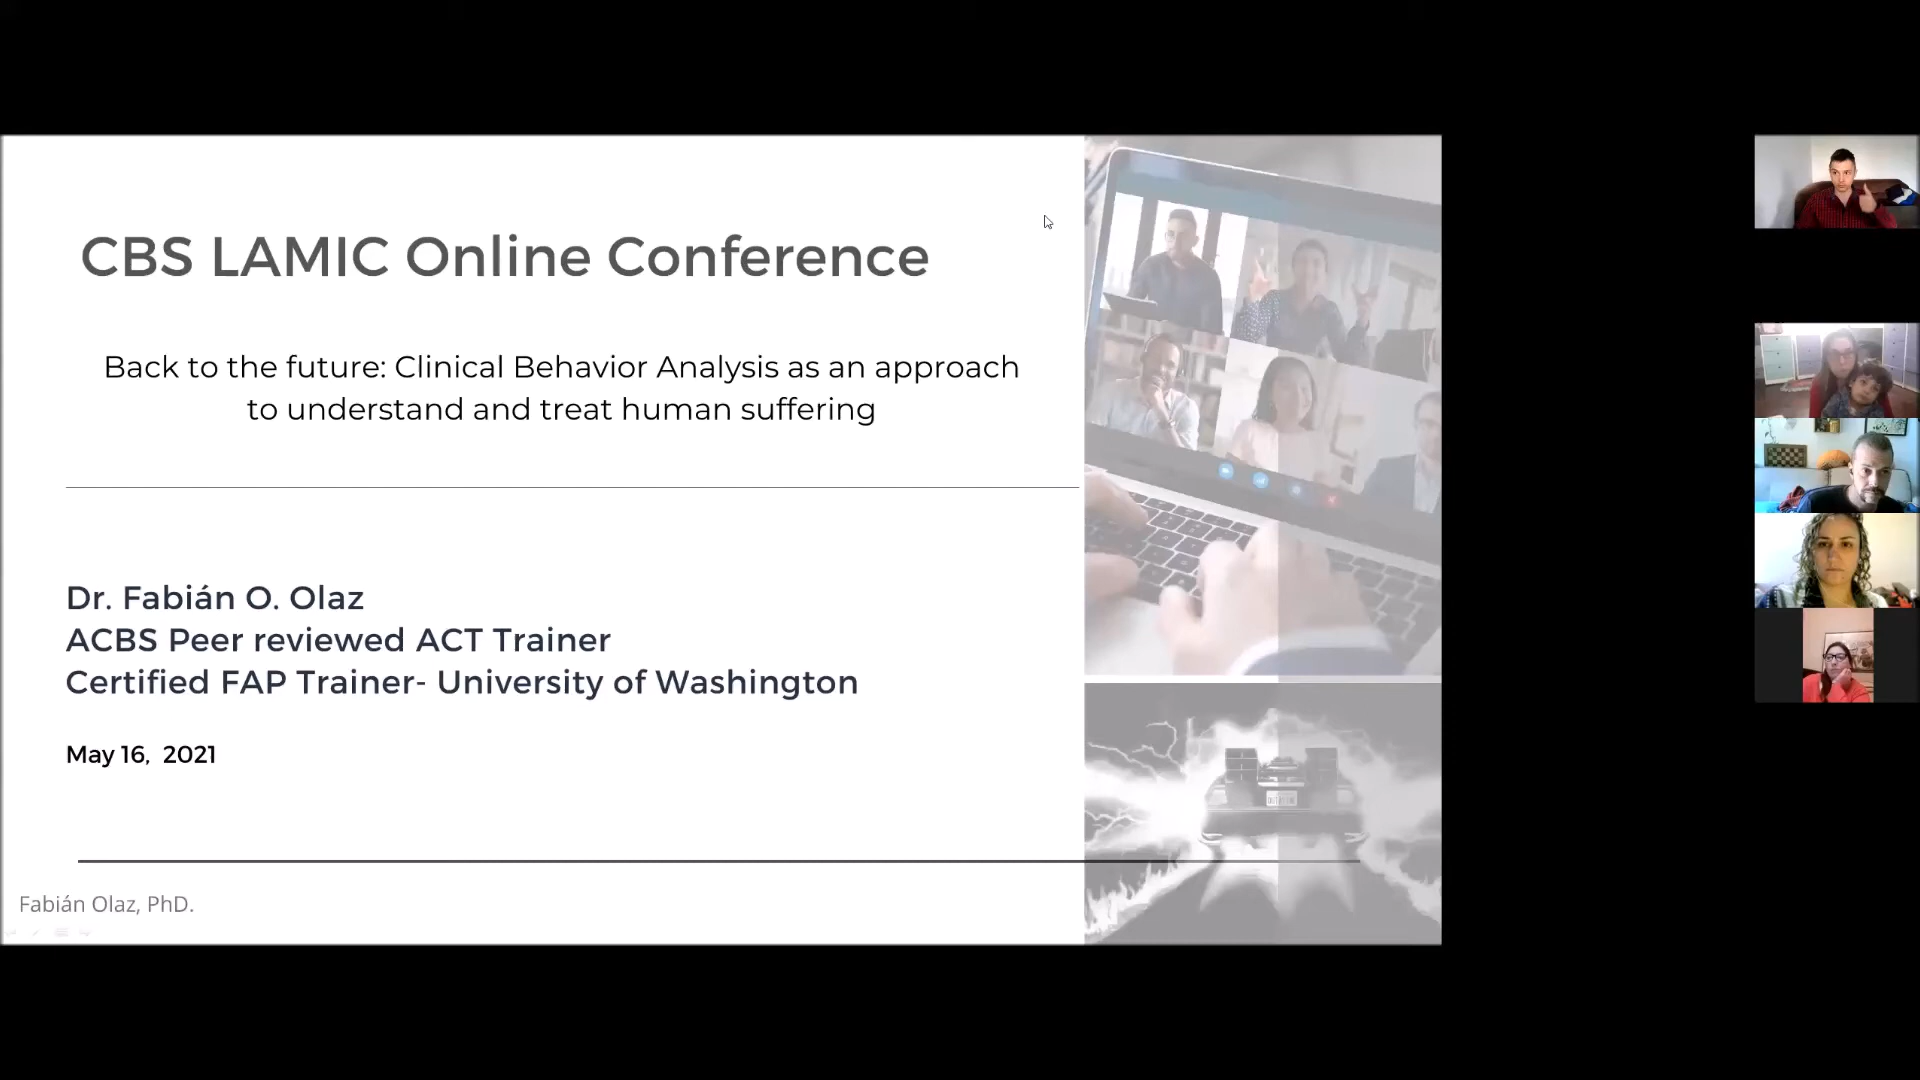 CBS LAMIC Online Conference
Back to the future: Clinical Behavior Analysis as an approach
to understand and treat human suffering
Dr. Fabián O. Olaz
ACBS Peer reviewed ACT Trainer
Certified FAP Trainer- University of Washington
May 16,  2021
Fabián Olaz, PhD.